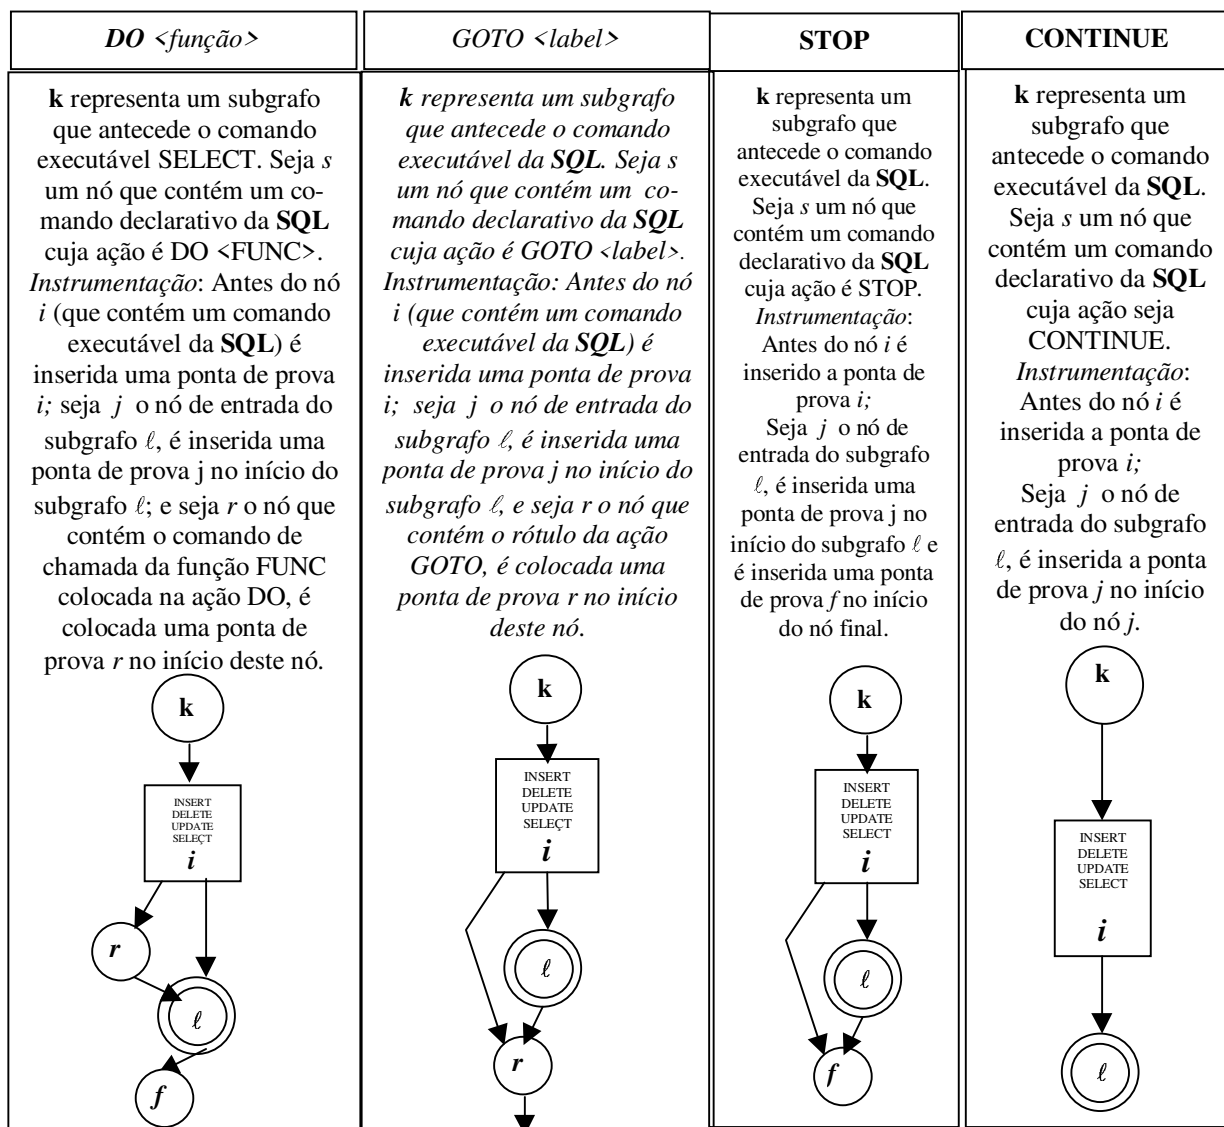 DO <função>
k representa um subgrafo
que antecede o comando
executável SELECT. Seja s
um nó que contém um co-
mando declarativo da SQL
cuja ação é DO <FUNC>.
Instrumentação: Antes do nó
i (que contém um comando
executável da SQL) é
inserida uma ponta de prova
i; seja j o nó de entrada do
subgrafo ℓ, é inserida uma
ponta de prova j no início do
subgrafo ℓ; e seja r o nó que
contém o comando de
chamada da função FUNC
colocada na ação DO, é
colocada uma ponta de
prova r no início deste nó.
k
INSERT
DELETE
UPDATE
SELEÇT
i
r
ℓ
f
GOTO <label>
k representa um subgrafo
que antecede o comando
executável da SQL. Seja s
um nó que contém um co-
mando declarativo da SQL
cuja ação é GOTO <label>.
Instrumentação: Antes do nó
i (que contém um comando
executável da SQL) é
inserida uma ponta de prova
i; seja j o nó de entrada do
subgrafo ℓ, é inserida uma
ponta de prova j no início do
subgrafo ℓ, e seja r o nó que
contém o rótulo da ação
GOTO, é colocada uma
ponta de prova r no início
deste nó.
k
INSERT
DELETE
UPDATE
SELEÇT
i
ℓ
r
STOP
k representa um
subgrafo que
antecede o comando
executável da SQL.
Seja s um nó que
contém um comando
declarativo da SQL
cuja ação é STOP.
Instrumentação:
Antes do nó i é
inserido a ponta de
prova i;
Seja j o nó de
entrada do subgrafo
ℓ, é inserida uma
ponta de prova j no
início do subgrafo ℓ e
é inserida uma ponta
de prova f no início
do nó final.
k
INSERT
DELETE
UPDATE
SELECT
i
ℓ
f
CONTINUE
k representa um
subgrafo que
antecede o comando
executável da SQL.
Seja s um nó que
contém um comando
declarativo da SQL
cuja ação seja
CONTINUE.
Instrumentação:
Antes do nó i é
inserida a ponta de
prova i;
Seja j o nó de
entrada do subgrafo
ℓ, é inserida a ponta
de prova j no início
do nó j.
k
INSERT
DELETE
UPDATE
SELECT
i
ℓ